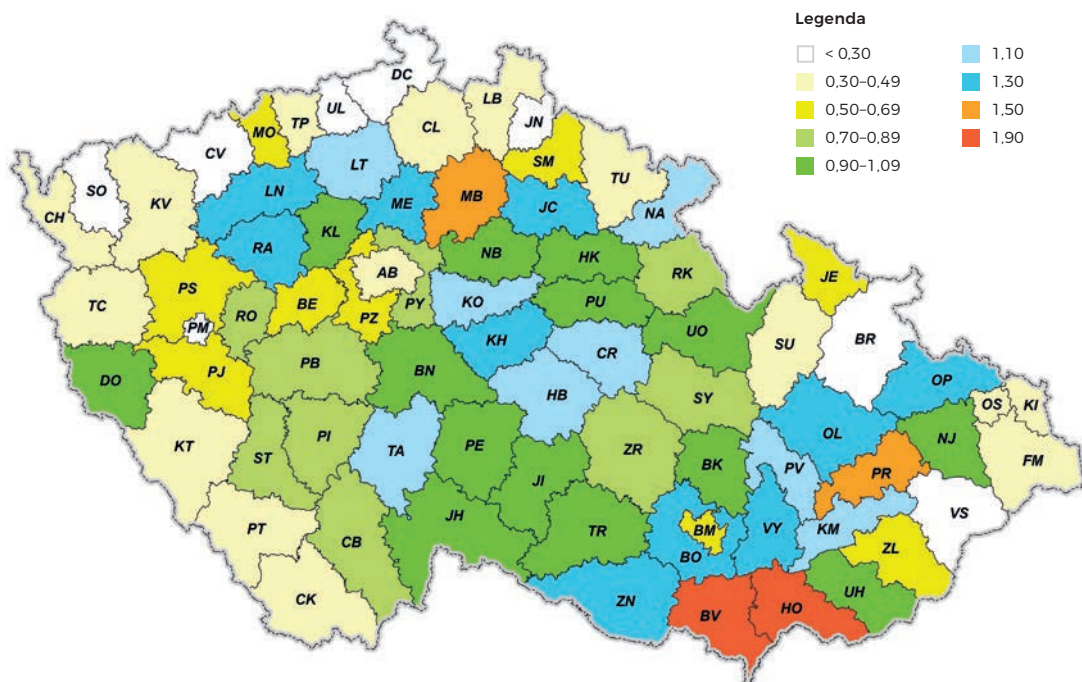 Legenda
< 0,30
0,30–0,49
0,50–0,69
0,70–0,89
0,90–1,09
1,10
1,30
1,50
1,90
DC
LB
UL
TP
JN
MO
CL
SM
CV
LT
TU
SO
LN
ME
MB
JC
NA
CH
KV
KL
RA
NB
HK
AB
RK
JE
PS
TC
RO
BE
PZ
PY
KO
PU
PM
UO
BR
KH
CR
SU
DO
PJ
PB
BN
OP
HB
SY
OS
KI
KT
ST
PI
TA
PE
ZR
OL
NJ
BK
PV
PR
FM
JI
PT
CB
JH
TR
BM
VY
KM
VS
BO
ZL
CK
ZN
BV
HO
UH